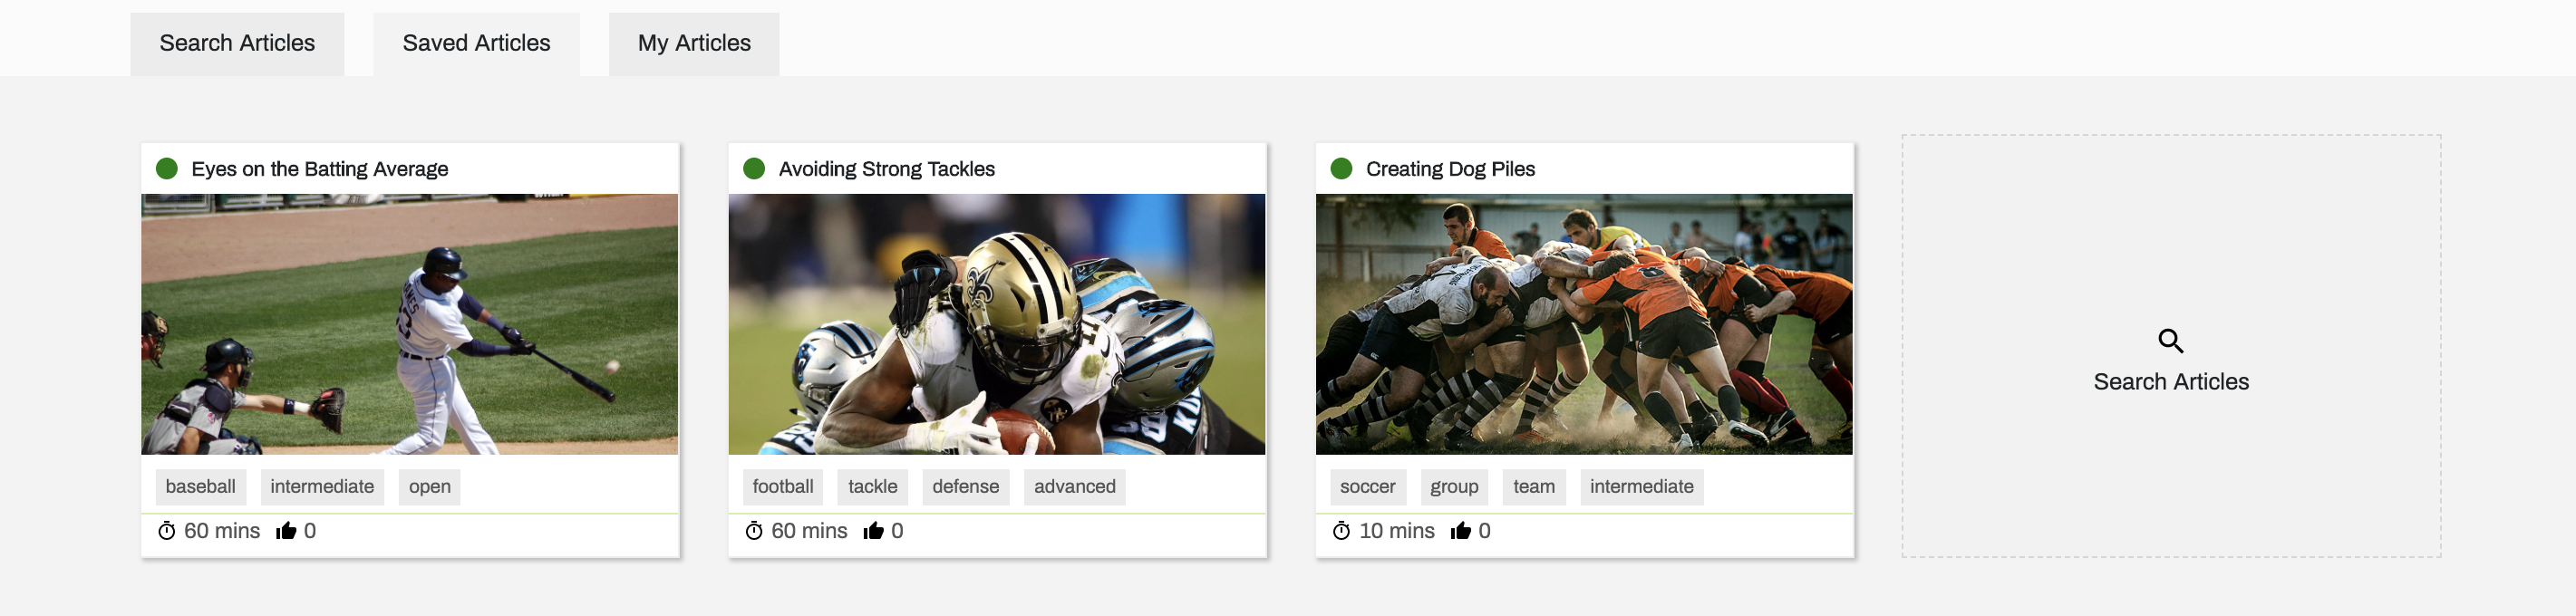 Search Articles
Saved Articles
My Articles
Eyes on the Batting Average
baseball
intermediate
open
60 mins
0
Avoiding Strong Tackles
football
tackle
defense
advanced
60 mins
0
Creating Dog Piles
soccer
group
team
intermediate
10 mins
0
Search Articles